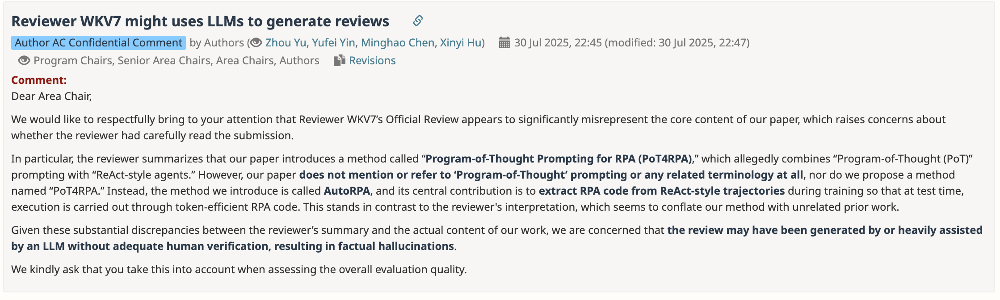 Reviewer WKV7 might uses LLMs to generate reviews
Author AC Confidential Comment by Authors (Zhou Yu, Yufei Yin, Minghao Chen, Xinyi Hu) 30 Jul 2025, 22:45 (modified: 30 Jul 2025, 22:47)
Program Chairs, Senior Area Chairs, Area Chairs, Authors Revisions
Comment:
Dear Area Chair,
We would like to respectfully bring to your attention that Reviewer WKV7’s Official Review appears to significantly misrepresent the core content of our paper, which raises concerns about
whether the reviewer had carefully read the submission.
In particular, the reviewer summarizes that our paper introduces a method called “Program-of-Thought Prompting for RPA (PoT4RPA),” which allegedly combines “Program-of-Thought (PoT)”
prompting with “ReAct-style agents.” However, our paper does not mention or refer to ‘Program-of-Thought’ prompting or any related terminology at all, nor do we propose a method
named “PoT4RPA.” Instead, the method we introduce is called AutoRPA, and its central contribution is to extract RPA code from ReAct-style trajectories during training so that at test time,
execution is carried out through token-efficient RPA code. This stands in contrast to the reviewer's interpretation, which seems to conflate our method with unrelated prior work.
Given these substantial discrepancies between the reviewer’s summary and the actual content of our work, we are concerned that the review may have been generated by or heavily assisted
by an LLM without adequate human verification, resulting in factual hallucinations.
We kindly ask that you take this into account when assessing the overall evaluation quality.